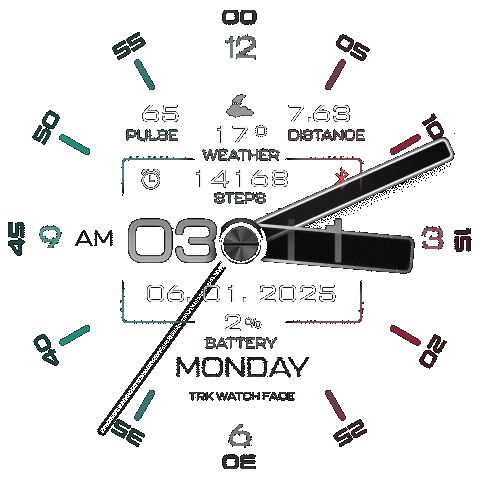 00
55 12 05
65 7.63
PULSE 17° DISTANCE
50 WEATHER 10
14168
STEPS
45 9 AM 03 11 3 15
06. 01. 2025
2%
40 BATTERY 20
MONDAY
TRK WATCH FACE
35 6 25
30